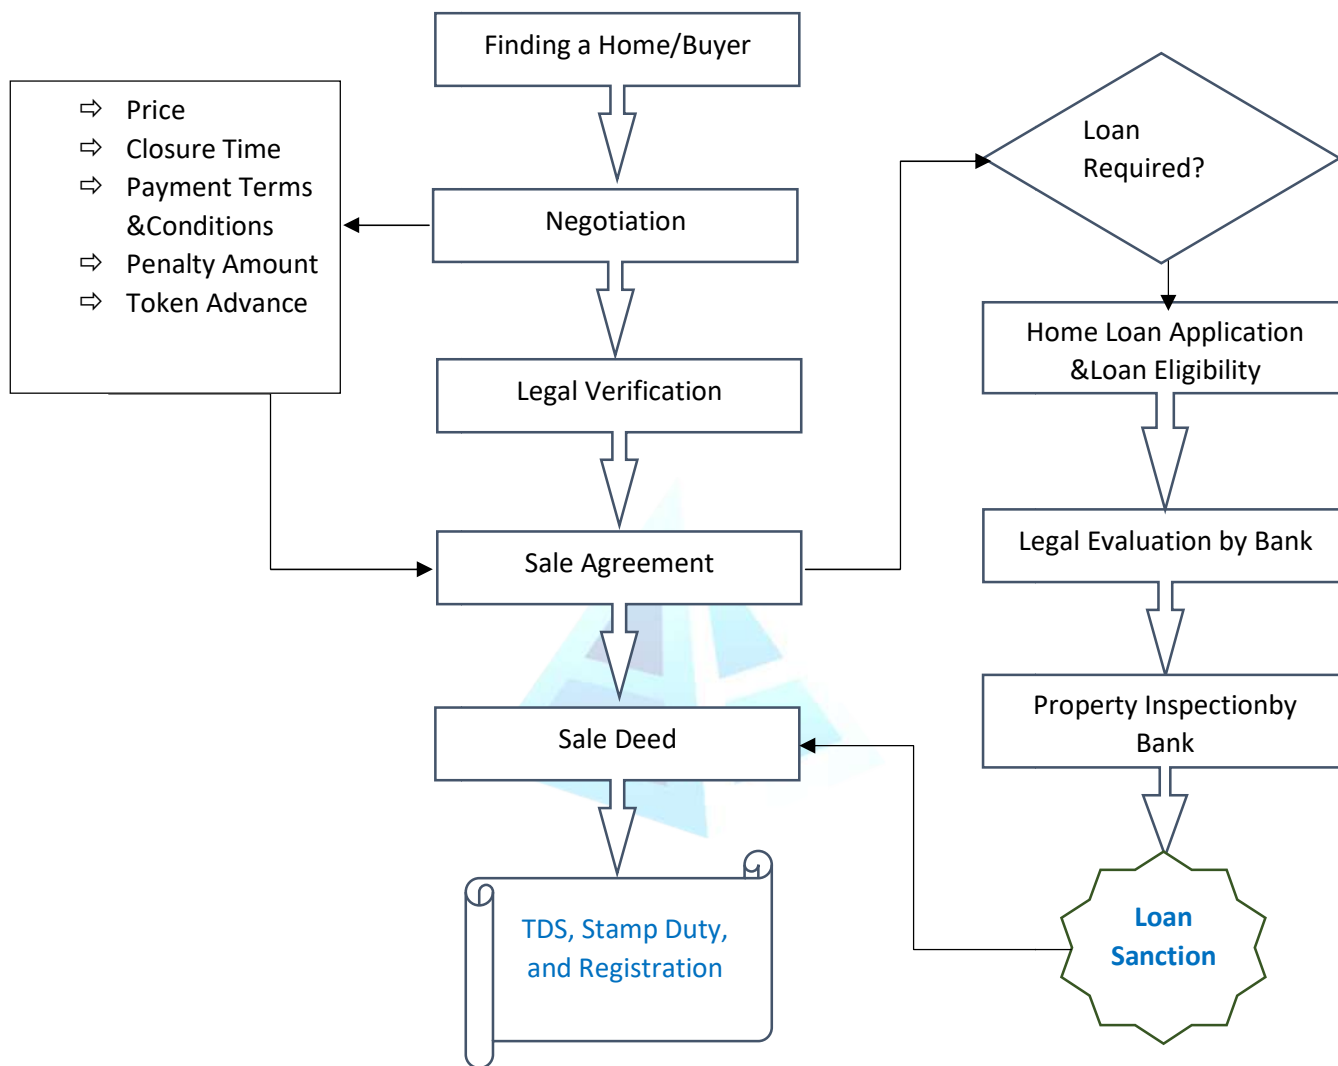 Finding a Home/Buyer
⇨ Price
⇨ Closure Time
⇨ Payment Terms
&Conditions
⇨ Penalty Amount
⇨ Token Advance
Negotiation
Legal Verification
Sale Agreement
Sale Deed
TDS, Stamp Duty,
and Registration
Loan
Required?
Home Loan Application
&Loan Eligibility
Legal Evaluation by Bank
Property Inspectionby
Bank
Loan
Sanction